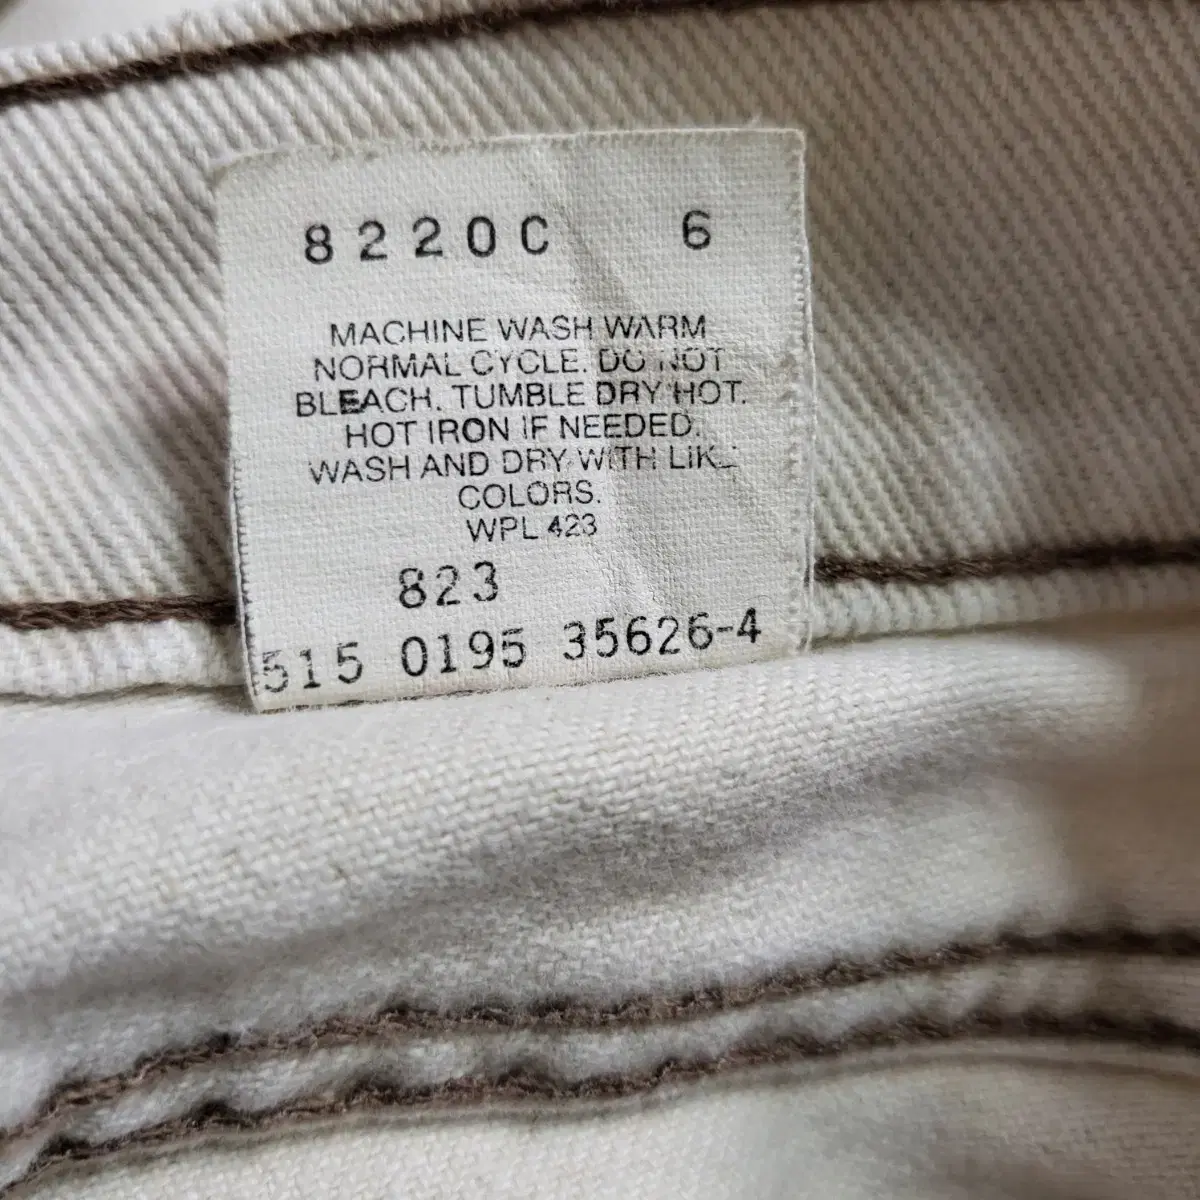 8220C 6
MACHINE WASH WARM
NORMAL CYCLE. DO NOT
BLEACH. TUMBLE DRY HOT.
HOT IRON IF NEEDED.
WASH AND DRY WITH LIKE
COLORS.
WPL 423
823
515 0195 35626-4